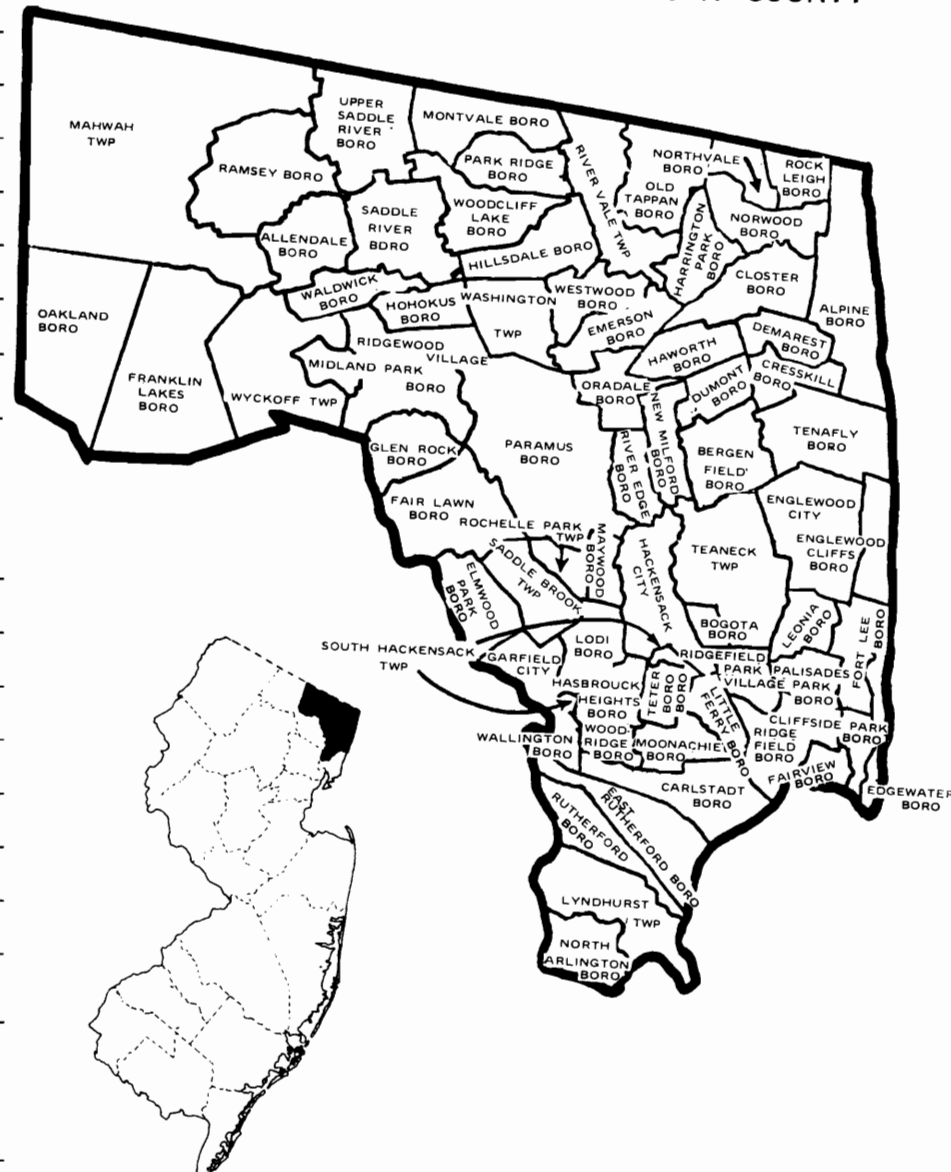 COUNTY
MAHWAH
TWP
UPPER
SADDLE
RIVER
BORO
MONTVALE BORO
RAMSEY BORO
PARK RIDGE
BORO
RIVER VALE TWP
NORTHVALE
BORO
ROCK
LEIGH
BORO
OLD
TAPPAN
BORO
NORWOOD
BORO
ALLENDALE
BORO
SADDLE
RIVER
BDRO
WOODCLIFF
LAKE
BORO
HILLSDALE BORO
HARRINGTON
PARK
BORO
CLOSTER
BORO
ALPINE
BORO
OAKLAND
BORO
FRANKLIN
LAKES
BORO
WYCKOFF TWP
WALDWICK
BORO
HOHOKUS
BORO
WASHINGTON
TWP
WESTWOOD
BORO
EMERSON
BORO
RIDGEWOOD
VILLAGE
MIDLAND PARK
BORO
HAWORTH
BORO
DEMAREST
BORO
CRESSKILL
BORO
DUMONT
BORO
ORADALE
BORO
NEW MILFORD
BORO
RIVER EDGE
BORO
BERGEN
FIELD'
BORO
TENAFLY
BORO
GLEN ROCK
BORO
PARAMUS
BORO
FAIR LAWN
BORO
ROCHELLE PARK
TWP
MAYWOOD
BORO
SADDLE BROOK
TWP
ELMWOOD
PARK
BORO
HACKENSACK
CITY
TEANECK
TWP
ENGLEWOOD
CITY
ENGLEWOOD
CLIFFS
BORO
BOGOTA
BORO
LEONIA
BORO
FORT LEE
BORO
SOUTH HACKENSACK
TWP
GARFIELD
CITY
LODI
BORO
HASBROUCK
HEIGHTS
BORO
TETER
BORO
BORO
RIDGEFIELD
PARK
VILLAGE
PALISADES
PARK
BORO
LITTLE
FERRY BORO
CLIFFSIDE PARK
BORO
RIDGE
FIELD
BORO
FAIRVIEW
BORO
EDGEWATER
BORO
WALLINGTON
BORO
WOOD
RIDGE
BORO
MOONACHIE
BORO
CARLSTADT
BORO
EAST
RUTHERFORD BORO
RUTHERFORD
BORO
LYNDHURST
TWP
NORTH
ARLINGTON
BORO